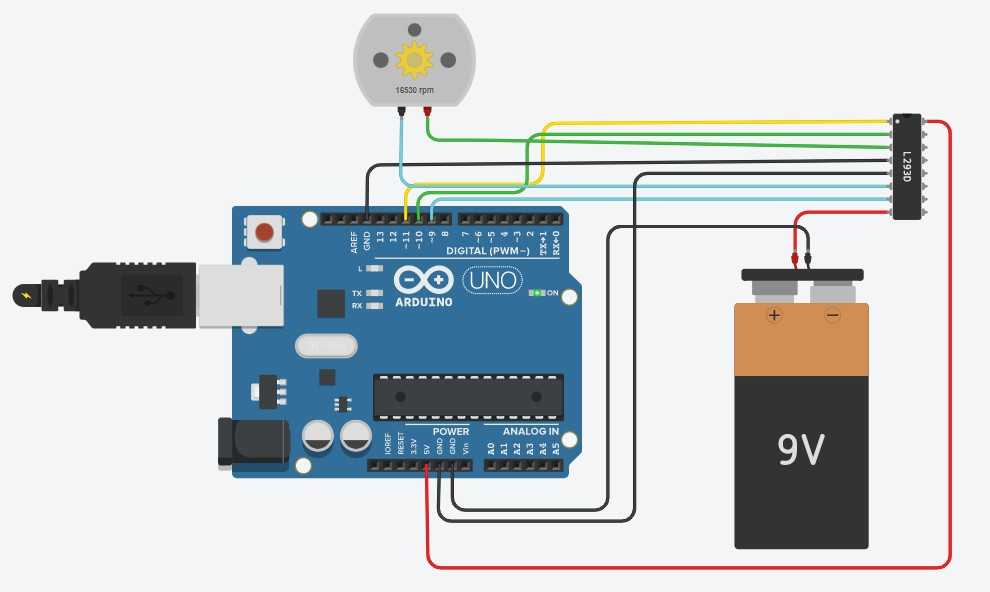 16530 rpm
L293D
AREF
GND
13
12
~11
~10
~9
8
7
~6
~5
4
~3
2
TX→1
RX←0
DIGITAL (PWM~)
L
TX
RX
ARDUINO
UNO
ON
POWER
ANALOG IN
IOREF
RESET
3.3V
5V
GND
GND
Vin
A0
A1
A2
A3
A4
A5
+
−
9V